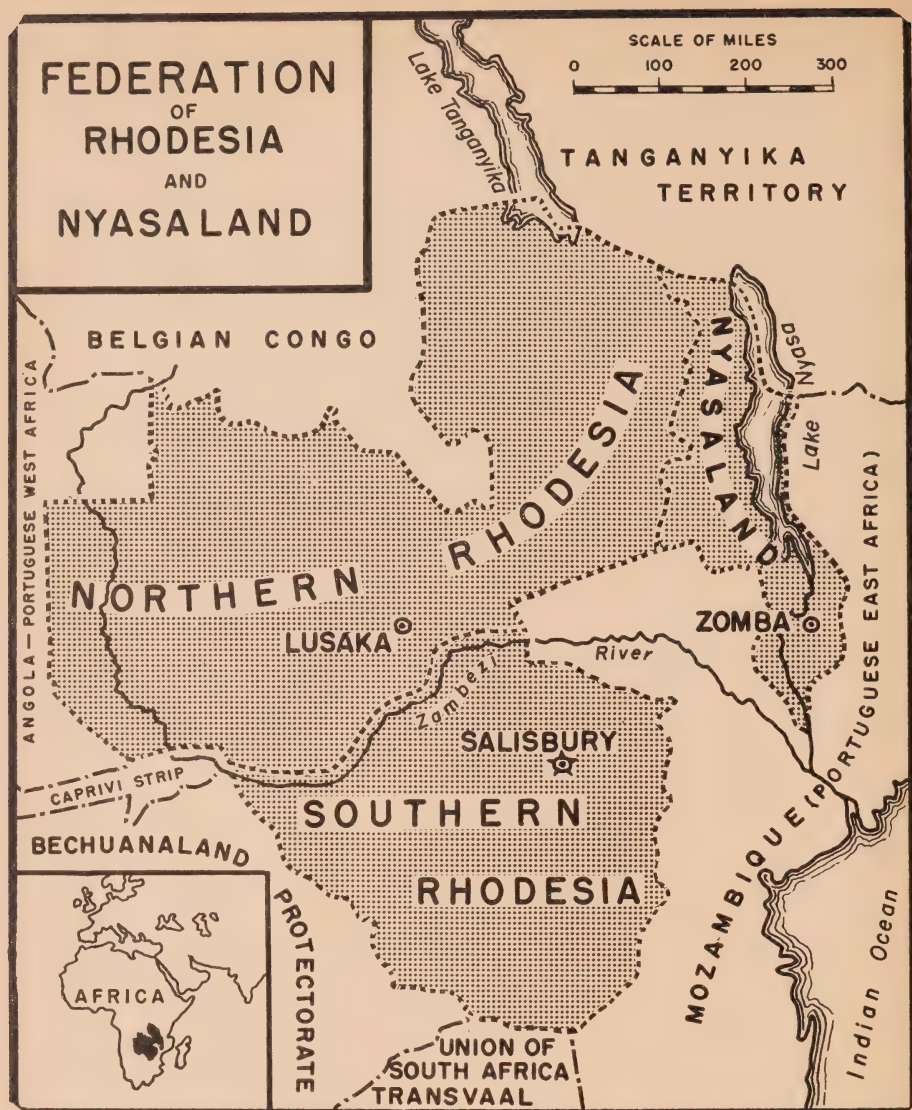 FEDERATION
OF
RHODESIA
AND
NYASALAND
SCALE OF MILES
0 100 200 300
Lake Tanganyika
TANGANYIKA
TERRITORY
BELGIAN CONGO
ANGOLA—PORTUGUESE WEST AFRICA
NYASALAND
Lake Nyasa
NORTHERN RHODESIA
LUSAKA
ZOMBA
Zambezi River
SALISBURY
SOUTHERN
RHODESIA
CAPRIVI STRIP
BECHUANALAND
PROTECTORATE
MOZAMBIQUE (PORTUGUESE EAST AFRICA)
Indian Ocean
AFRICA
UNION OF
SOUTH AFRICA
TRANSVAAL